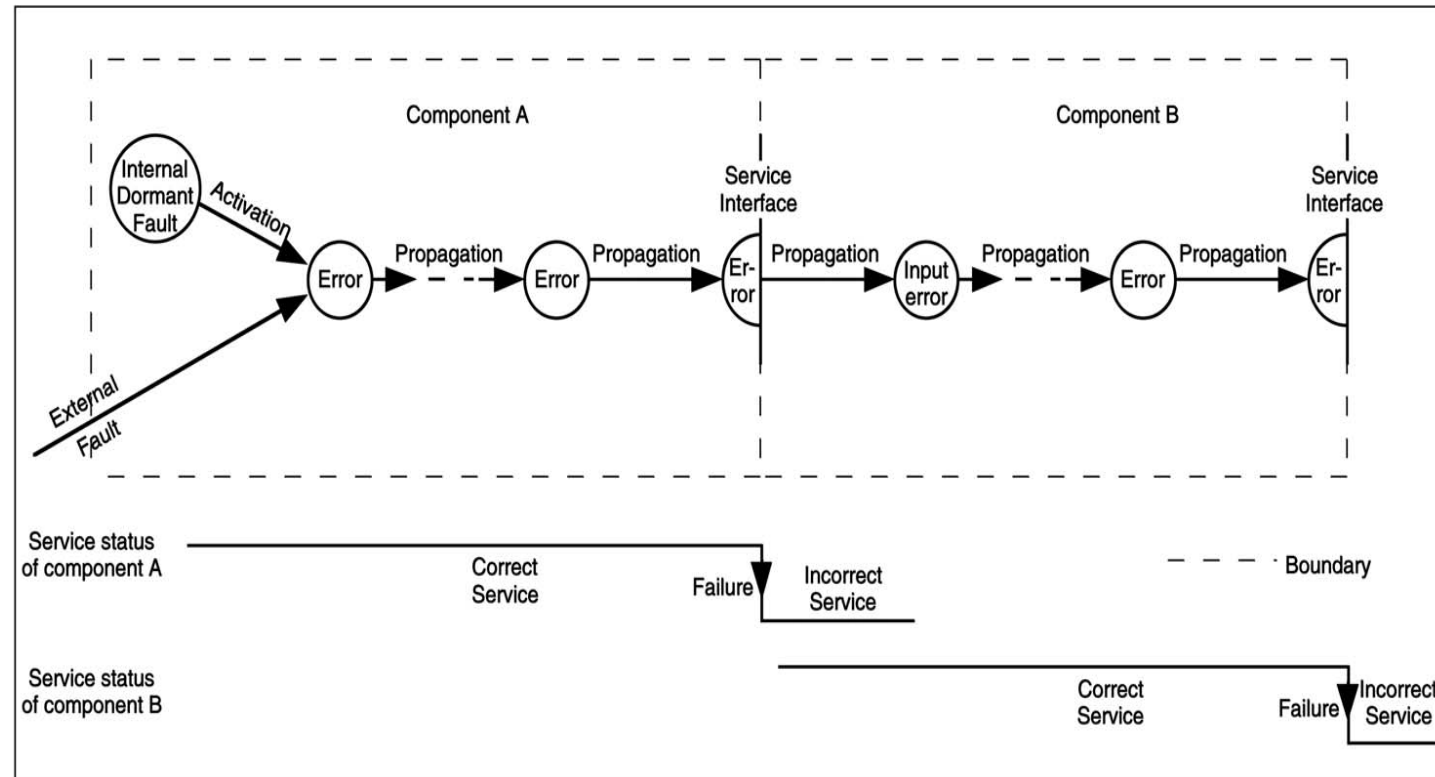 Component A
Component B
Internal
Dormant
Fault
Activation
Service
Interface
Service
Interface
Error
Propagation
Error
Propagation
Er-
ror
Propagation
Input
error
Propagation
Error
Propagation
Er-
ror
External
Fault
Service status
of component A
Correct
Service
Failure
Incorrect
Service
Boundary
Service status
of component B
Correct
Service
Failure
Incorrect
Service